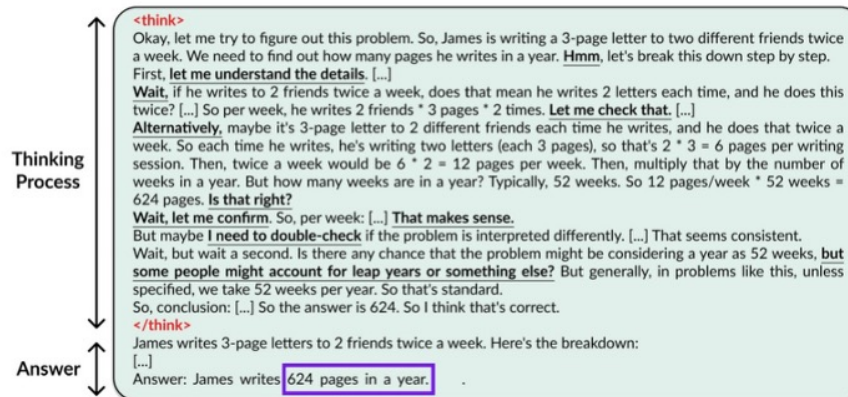 <think>
Okay, let me try to figure out this problem. So, James is writing a 3-page letter to two different friends twice
a week. We need to find out how many pages he writes in a year. Hmm, let's break this down step by step.
First, let me understand the details. [...]
Wait, if he writes to 2 friends twice a week, does that mean he writes 2 letters each time, and he does this
twice? [...] So per week, he writes 2 friends * 3 pages * 2 times. Let me check that. [...]
Alternatively, maybe it's 3-page letter to 2 different friends each time he writes, and he does that twice a
week. So each time he writes, he's writing two letters (each 3 pages), so that's 2 * 3 = 6 pages per writing
session. Then, twice a week would be 6 * 2 = 12 pages per week. Then, multiply that by the number of
weeks in a year. But how many weeks are in a year? Typically, 52 weeks. So 12 pages/week * 52 weeks =
624 pages. Is that right?
Wait, let me confirm. So, per week: [...] That makes sense.
But maybe I need to double-check if the problem is interpreted differently. [...] That seems consistent.
Wait, but wait a second. Is there any chance that the problem might be considering a year as 52 weeks, but
some people might account for leap years or something else? But generally, in problems like this, unless
specified, we take 52 weeks per year. So that's standard.
So, conclusion: [...] So the answer is 624. So I think that's correct.
</think>
Thinking
Process
James writes 3-page letters to 2 friends twice a week. Here's the breakdown:
[...]
Answer: James writes 624 pages in a year. .
Answer